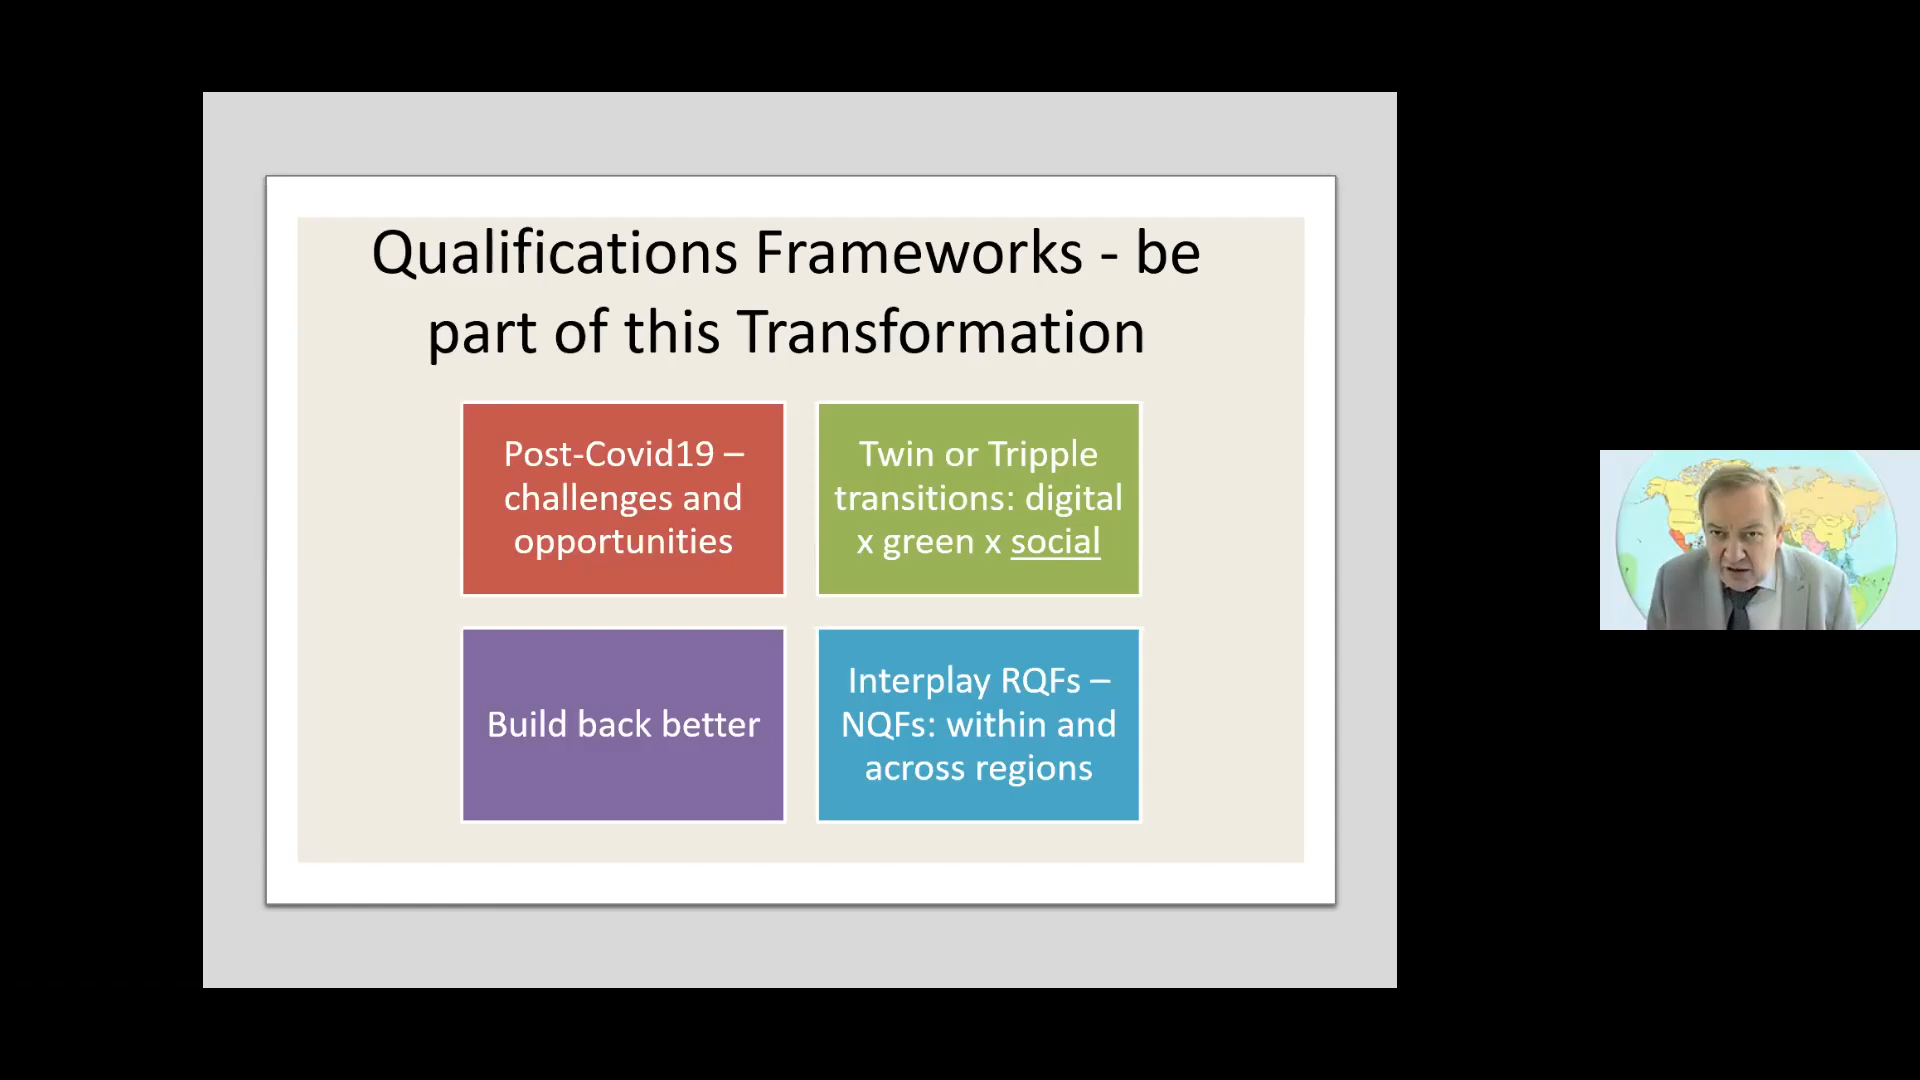 Qualifications Frameworks - be
part of this Transformation
Post-Covid19 –
challenges and
opportunities
Twin or Tripple
transitions: digital
x green x social
Build back better
Interplay RQFs –
NQFs: within and
across regions